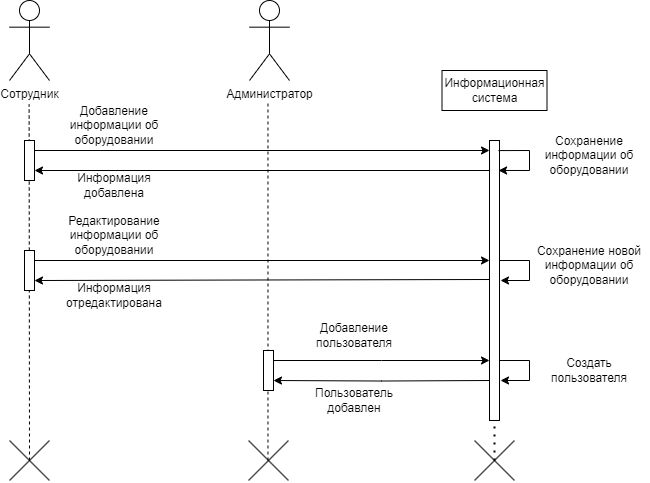 Сотрудник
Администратор
Информационная
система
Добавление
информации об
оборудовании
Сохранение
информации об
оборудовании
Информация
добавлена
Редактирование
информации об
оборудовании
Сохранение новой
информации об
оборудовании
Информация
отредактирована
Добавление
пользователя
Создать
пользователя
Пользователь
добавлен